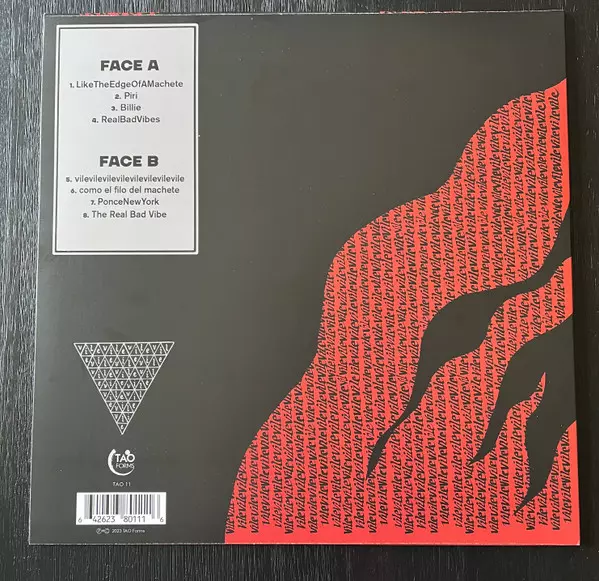 FACE A
1. LikeTheEdgeOfAMachete
2. Piri
3. Billie
4. RealBadVibes
FACE B
5. vilevilevilevilevilevilevilevile
6. como el filo del machete
7. PonceNewYork
8. The Real Bad Vibe
TAO
FORMS
TAO 11
6 42623 80111 6
℗©2023 TAO Forms